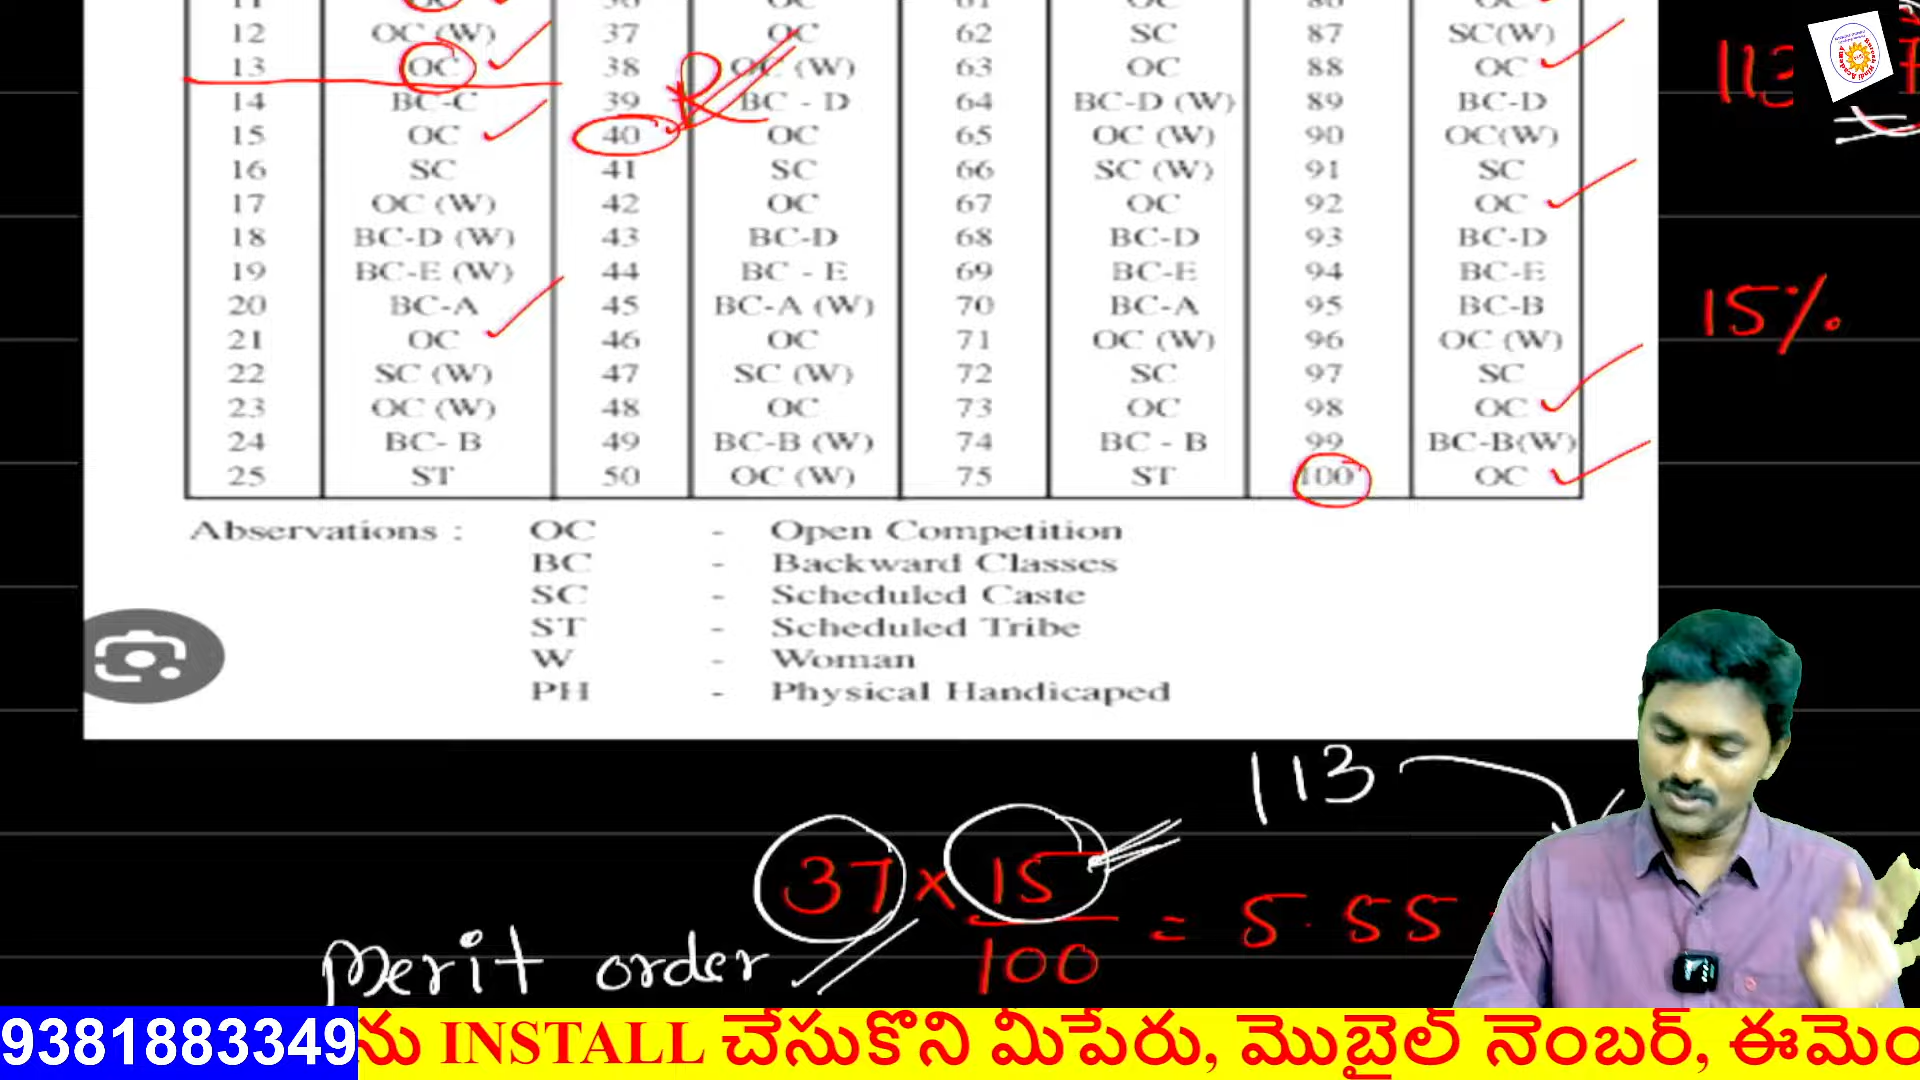 12 OC (W) 37 OC 62 SC 87 SC(W)
13 OC 38 OC (W) 63 OC 88 OC
14 BC-C 39 BC - D 64 BC-D (W) 89 BC-D
15 OC 40 OC 65 OC (W) 90 OC(W)
16 SC 41 SC 66 SC (W) 91 SC
17 OC (W) 42 OC 67 OC 92 OC
18 BC-D (W) 43 BC-D 68 BC-D 93 BC-D
19 BC-E (W) 44 BC - E 69 BC-E 94 BC-E
20 BC-A 45 BC-A (W) 70 BC-A 95 BC-B
21 OC 46 OC 71 OC (W) 96 OC (W)
22 SC (W) 47 SC (W) 72 SC 97 SC
23 OC (W) 48 OC 73 OC 98 OC
24 BC- B 49 BC-B (W) 74 BC - B 99 BC-B(W)
25 ST 50 OC (W) 75 ST 100 OC
R
113
15%
Abservations : OC - Open Competition
BC - Backward Classes
SC - Scheduled Caste
ST - Scheduled Tribe
W - Woman
PH - Physical Handicaped
113
37 x 15
100 = 5.55
Merit order
9381883349 ను INSTALL చేసుకొని మీపేరు, మొబైల్ నెంబర్, ఈమెం